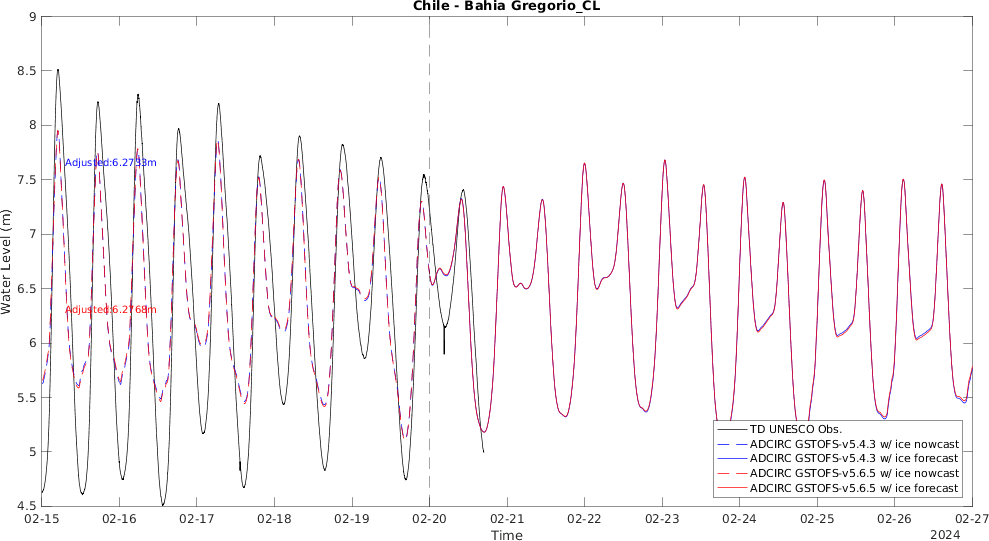 Chile - Bahia Gregorio_CL
Water Level (m)
9
8.5
8
7.5
7
6.5
6
5.5
5
4.5
Adjusted:6.2733m
Adjusted:6.2768m
TD UNESCO Obs.
ADCIRC GSTOFS-v5.4.3 w/ ice nowcast
ADCIRC GSTOFS-v5.4.3 w/ ice forecast
ADCIRC GSTOFS-v5.6.5 w/ ice nowcast
ADCIRC GSTOFS-v5.6.5 w/ ice forecast
02-15 02-16 02-17 02-18 02-19 02-20 02-21 02-22 02-23 02-24 02-25 02-26 02-27
Time
2024